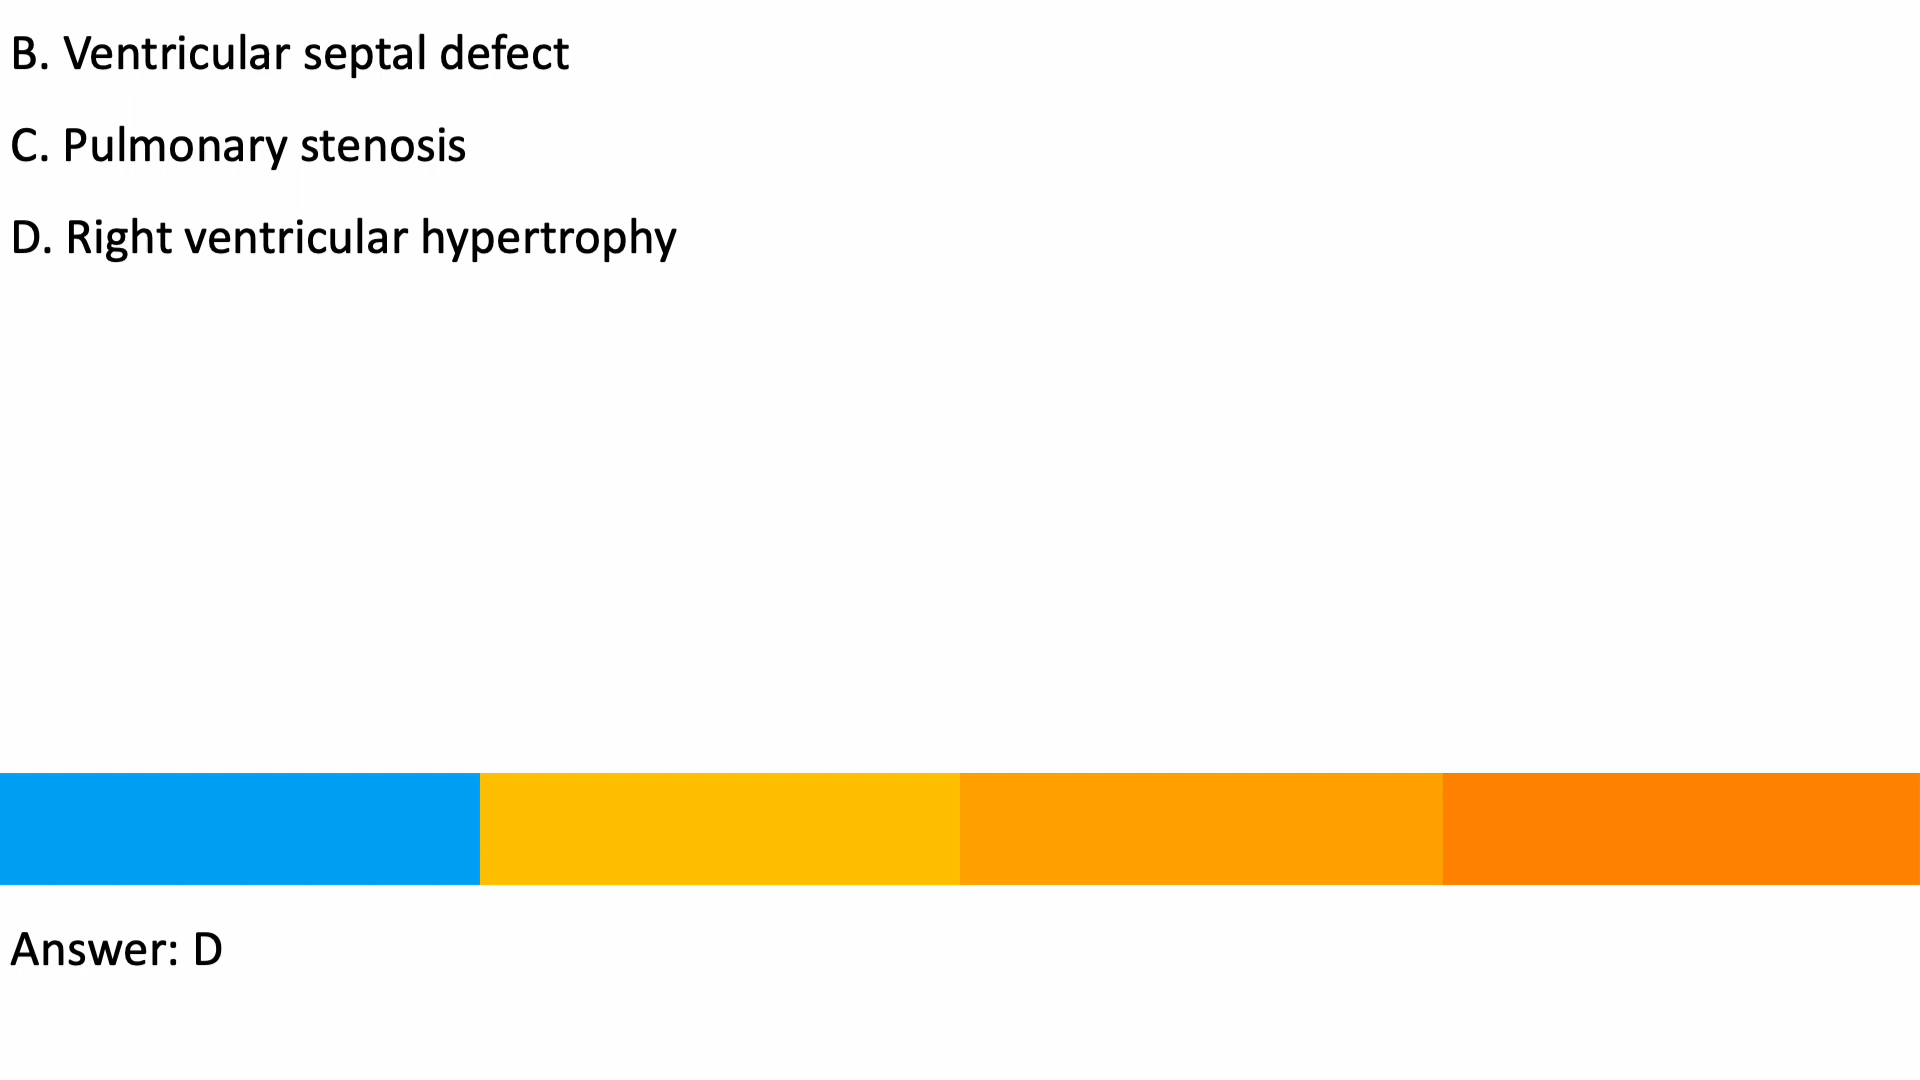 B. Ventricular septal defect
C. Pulmonary stenosis
D. Right ventricular hypertrophy
Answer: D